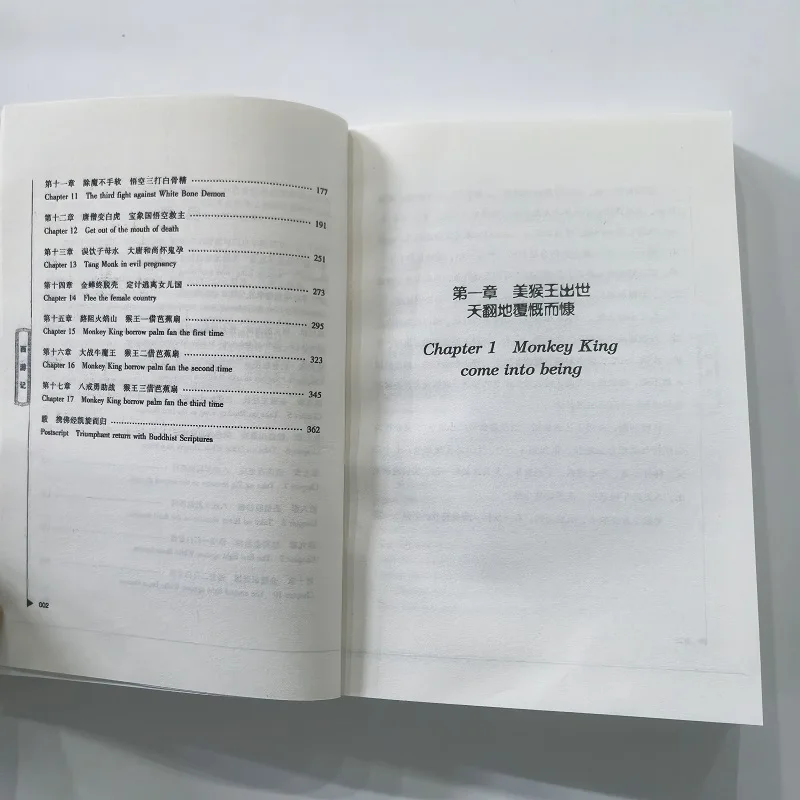 第十一章 除魔不手软 悟空三打白骨精 177
Chapter 11 The third fight against White Bone Demon
第十二章 唐僧变白虎 宝象国悟空救主 191
Chapter 12 Get out of the mouth of death
第十三章 误饮子母水 大唐和尚怀鬼孕 251
Chapter 13 Tang Monk in evil pregnancy
第十四章 金蝉终脱壳 定计逃离女儿国 273
Chapter 14 Flee the female country
第十五章 路阻火焰山 猴王一借芭蕉扇 295
Chapter 15 Monkey King borrow palm fan the first time
第十六章 大战牛魔王 猴王二借芭蕉扇 323
Chapter 16 Monkey King borrow palm fan the second time
第十七章 八戒勇助战 猴王三借芭蕉扇 345
Chapter 17 Monkey King borrow palm fan the third time
跋 携佛经凯旋而归 362
Postscript Triumphant return with Buddhist Scriptures
西游记
002
第一章 美猴王出世
天翻地覆慨而慷
Chapter 1 Monkey King
come into being